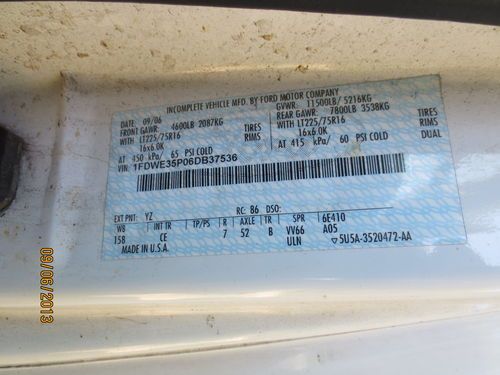 INCOMPLETE VEHICLE MFD. BY FORD MOTOR COMPANY
DATE: 09/06 GVWR: 11500LB/ 5216KG
FRONT GAWR: 4600LB 2087KG REAR GAWR: 7800LB 3538KG
WITH LT225/75R16 TIRES WITH LT225/75R16 TIRES
16x6.0K RIMS 16x6.0K RIMS
AT 450 kPa/ 65 PSI COLD AT 415 kPa/ 60 PSI COLD DUAL
1FDWE35P06DB37536
EXT PNT: YZ RC: 86 DSO:
WB INT TR TP/PS R AXLE TR SPR 6E410
158 CE 7 52 B VV66 A05
ULN ▽5U5A-3520472-AA
09/06/2013